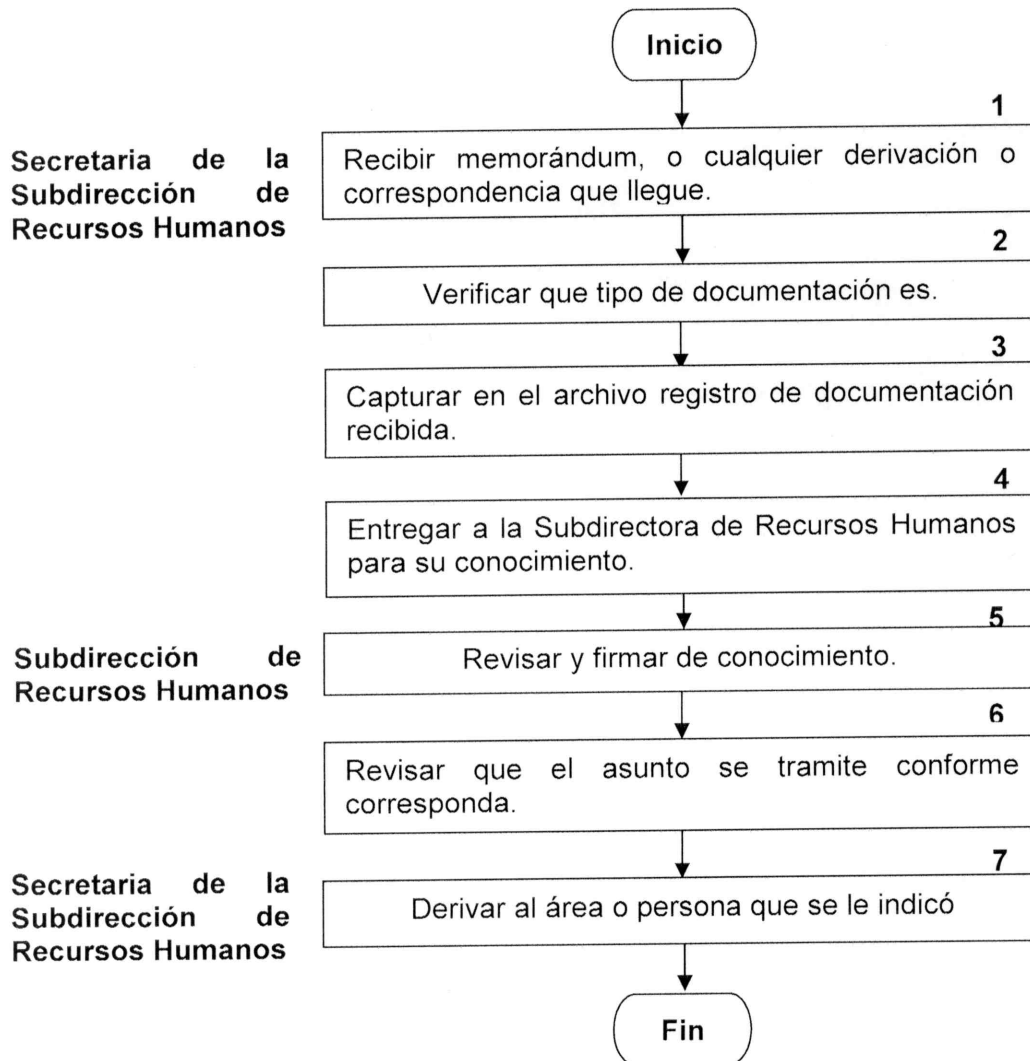 Inicio
1
Secretaria de la
Subdirección de
Recursos Humanos
Recibir memorándum, o cualquier derivación o
correspondencia que llegue.
2
Verificar que tipo de documentación es.
3
Capturar en el archivo registro de documentación
recibida.
4
Entregar a la Subdirectora de Recursos Humanos
para su conocimiento.
5
Subdirección de
Recursos Humanos
Revisar y firmar de conocimiento.
6
Revisar que el asunto se tramite conforme
corresponda.
7
Secretaria de la
Subdirección de
Recursos Humanos
Derivar al área o persona que se le indicó
Fin